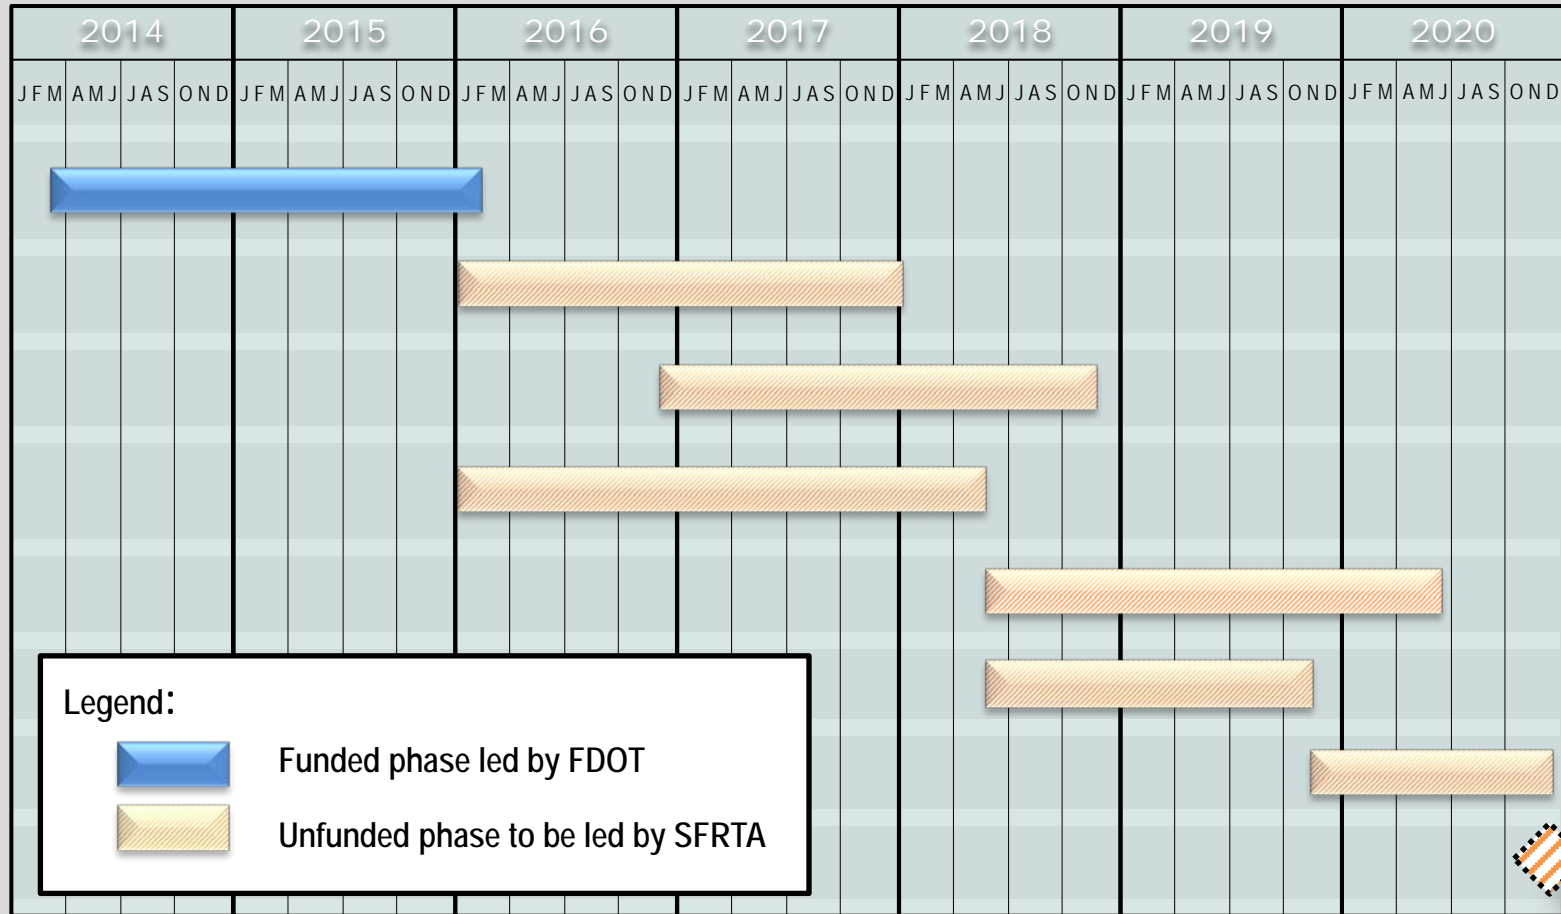 2014 2015 2016 2017 2018 2019 2020
J F M A M J J A S O N D J F M A M J J A S O N D J F M A M J J A S O N D J F M A M J J A S O N D J F M A M J J A S O N D J F M A M J J A S O N D J F M A M J J A S O N D
Legend:
Funded phase led by FDOT
Unfunded phase to be led by SFRTA